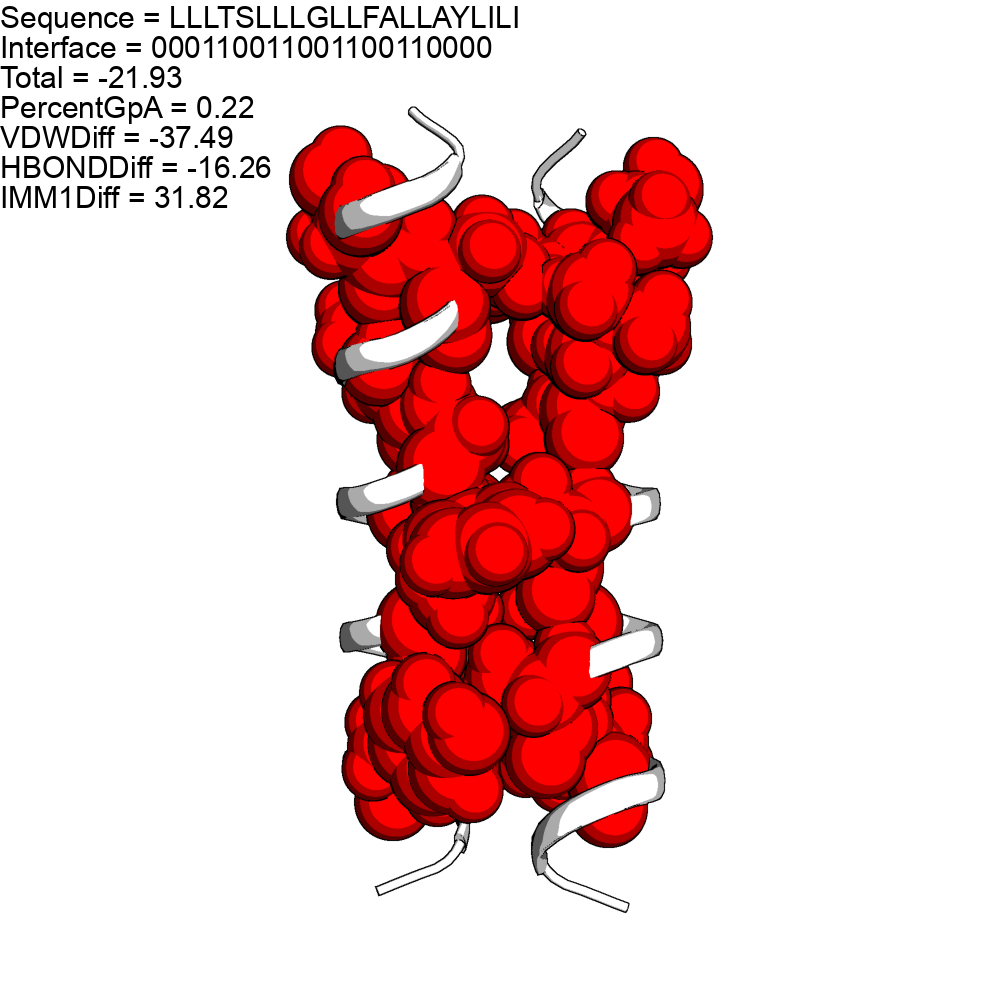 Sequence = LLLTSLLLGLLFALLAYLILI
Interface = 000110011001100110000
Total = -21.93
PercentGpA = 0.22
VDWDiff = -37.49
HBONDDiff = -16.26
IMM1Diff = 31.82